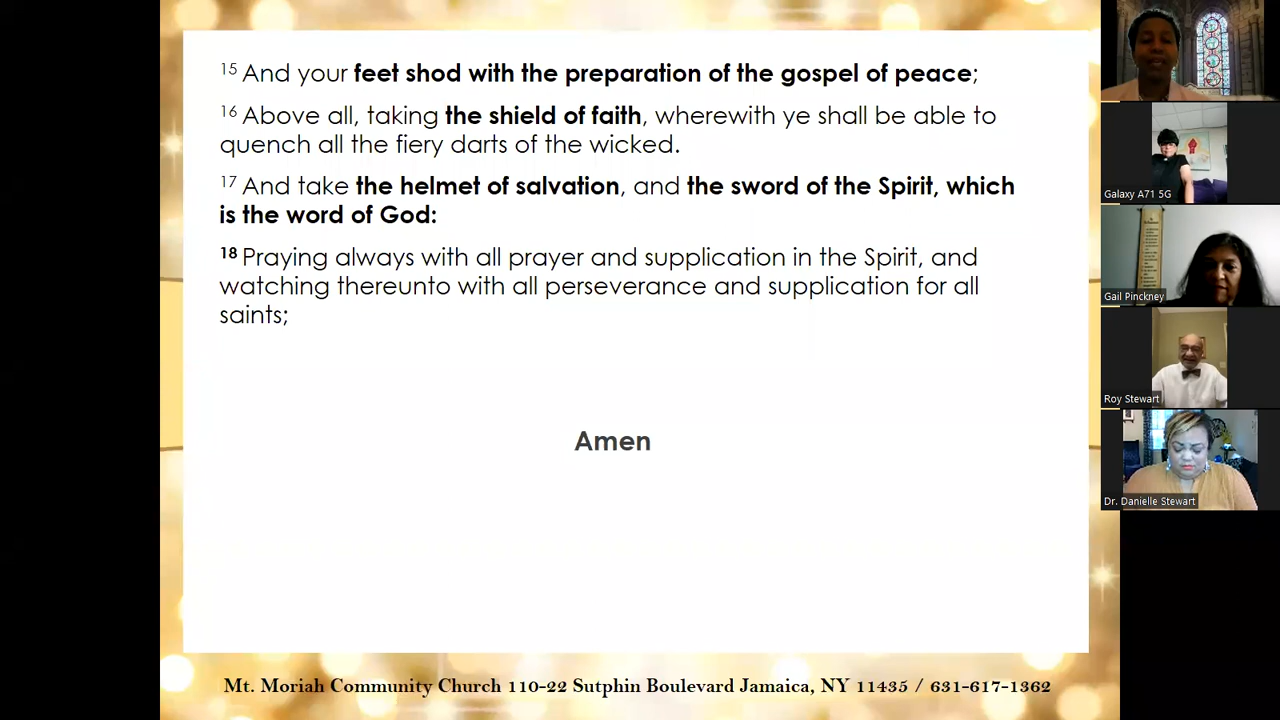 15 And your feet shod with the preparation of the gospel of peace;
16 Above all, taking the shield of faith, wherewith ye shall be able to
quench all the fiery darts of the wicked.
17 And take the helmet of salvation, and the sword of the Spirit, which
is the word of God:
18 Praying always with all prayer and supplication in the Spirit, and
watching thereunto with all perseverance and supplication for all
saints;
Amen
Mt. Moriah Community Church 110-22 Sutphin Boulevard Jamaica, NY 11435 / 631-617-1362
Galaxy A71 5G
Gail Pinckney
Roy Stewart
Dr. Danielle Stewart